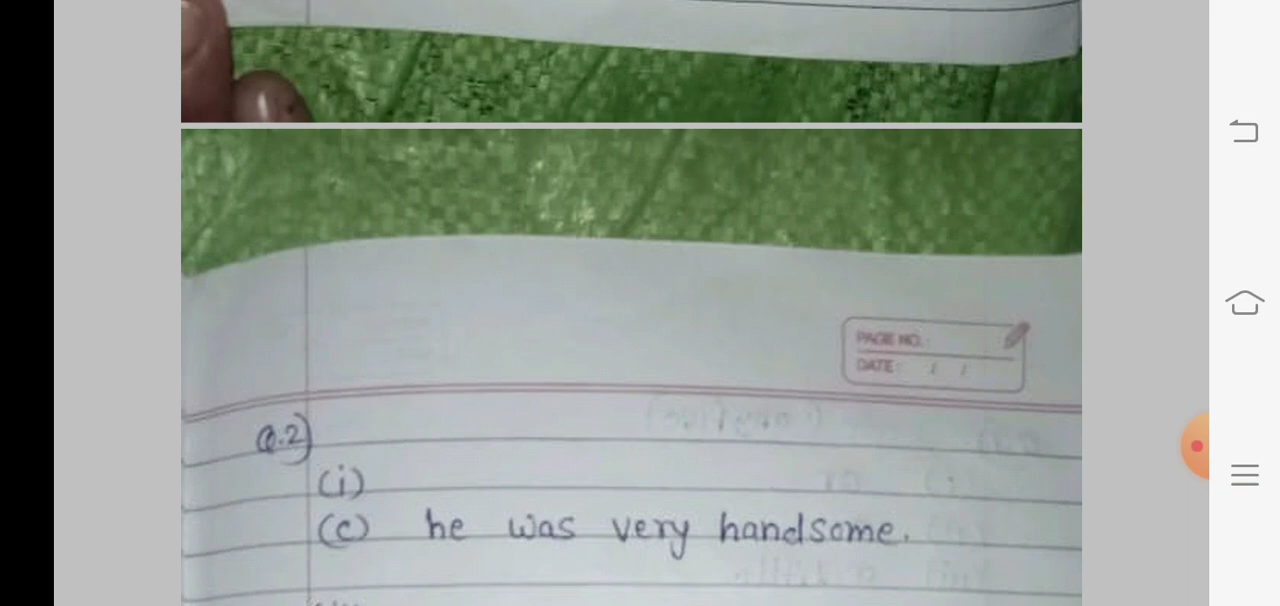 PAGE NO.:
DATE: / /
Q.2)
(i)
(c) he was very handsome.